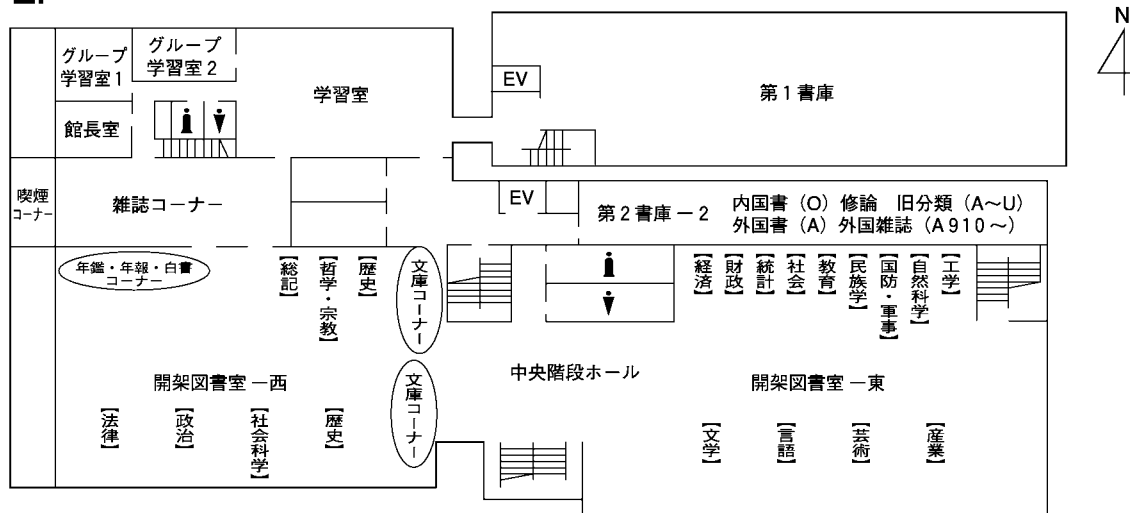 N
グループ
学習室1
グループ
学習室2
学習室
EV
第1書庫
館長室
喫煙
コーナー
雑誌コーナー
EV
第2書庫－2
内国書（O）修論　旧分類（A～U）
外国書（A）外国雑誌（A910～）
年鑑・年報・白書
コーナー
【総記】
【哲学・宗教】
【歴史】
文庫コーナー
【経済】
【財政】
【統計】
【社会】
【教育】
【民族学】
【国防・軍事】
【自然科学】
【工学】
開架図書室－西
文庫コーナー
中央階段ホール
開架図書室－東
【法律】
【政治】
【社会科学】
【歴史】
【文学】
【言語】
【芸術】
【産業】